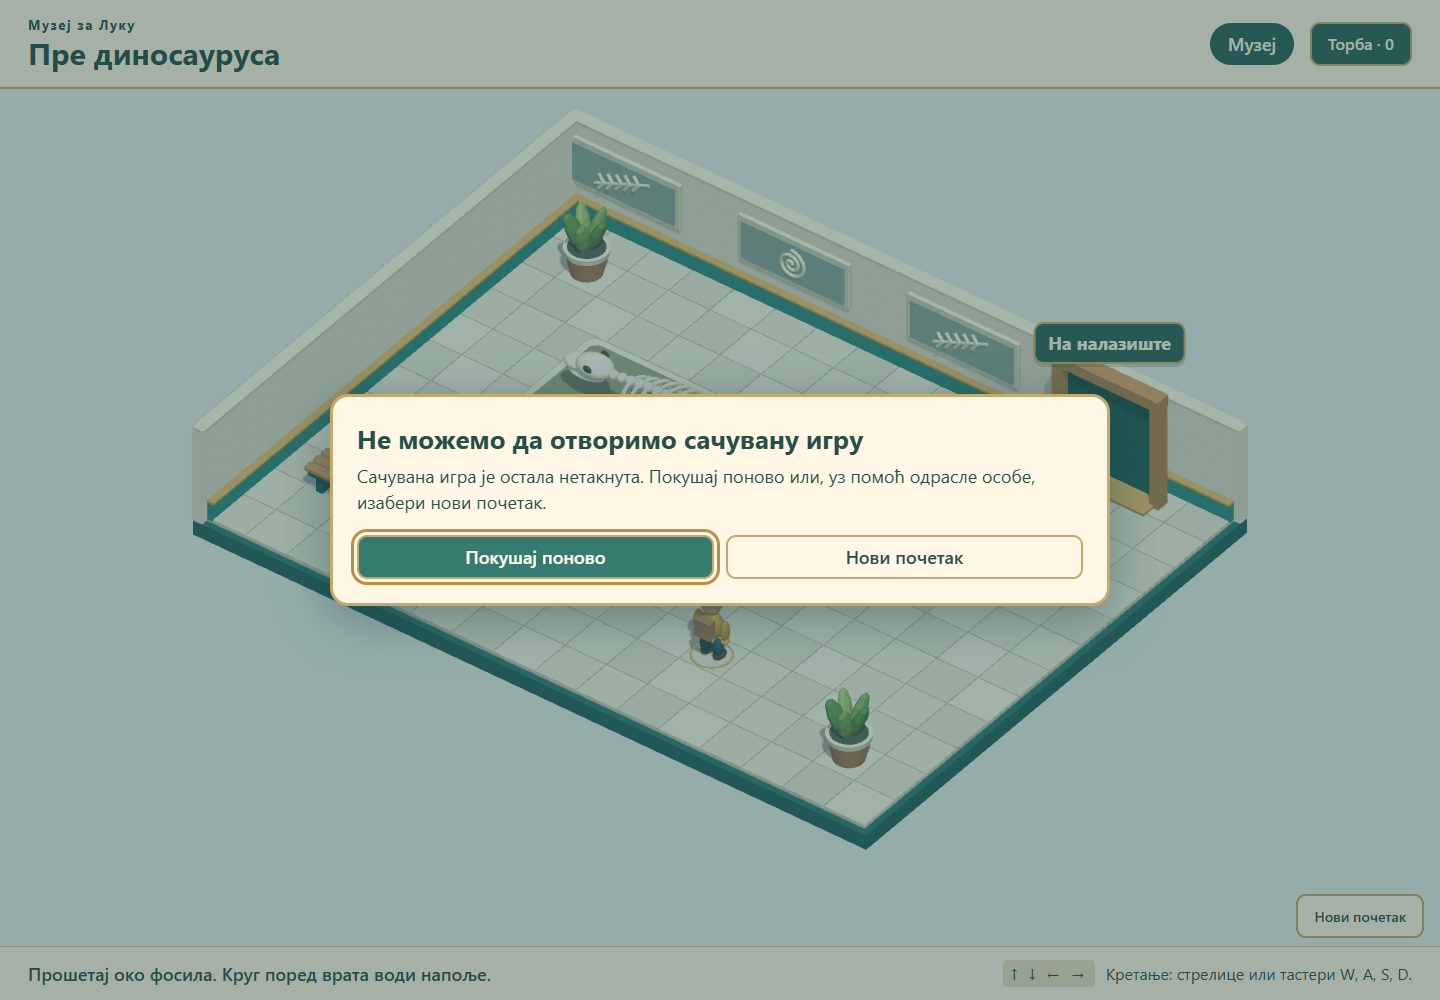 Музеј за Луку
Пре диносауруса
Музеј
Торба · 0
На налазиште
Не можемо да отворимо сачувану игру
Сачувана игра је остала нетакнута. Покушај поново или, уз помоћ одрасле особе,
изабери нови почетак.
Покушај поново
Нови почетак
Нови почетак
Прошетај око фосила. Круг поред врата води напоље.
↑ ↓ ← → Кретање: стрелице или тастери W, A, S, D.